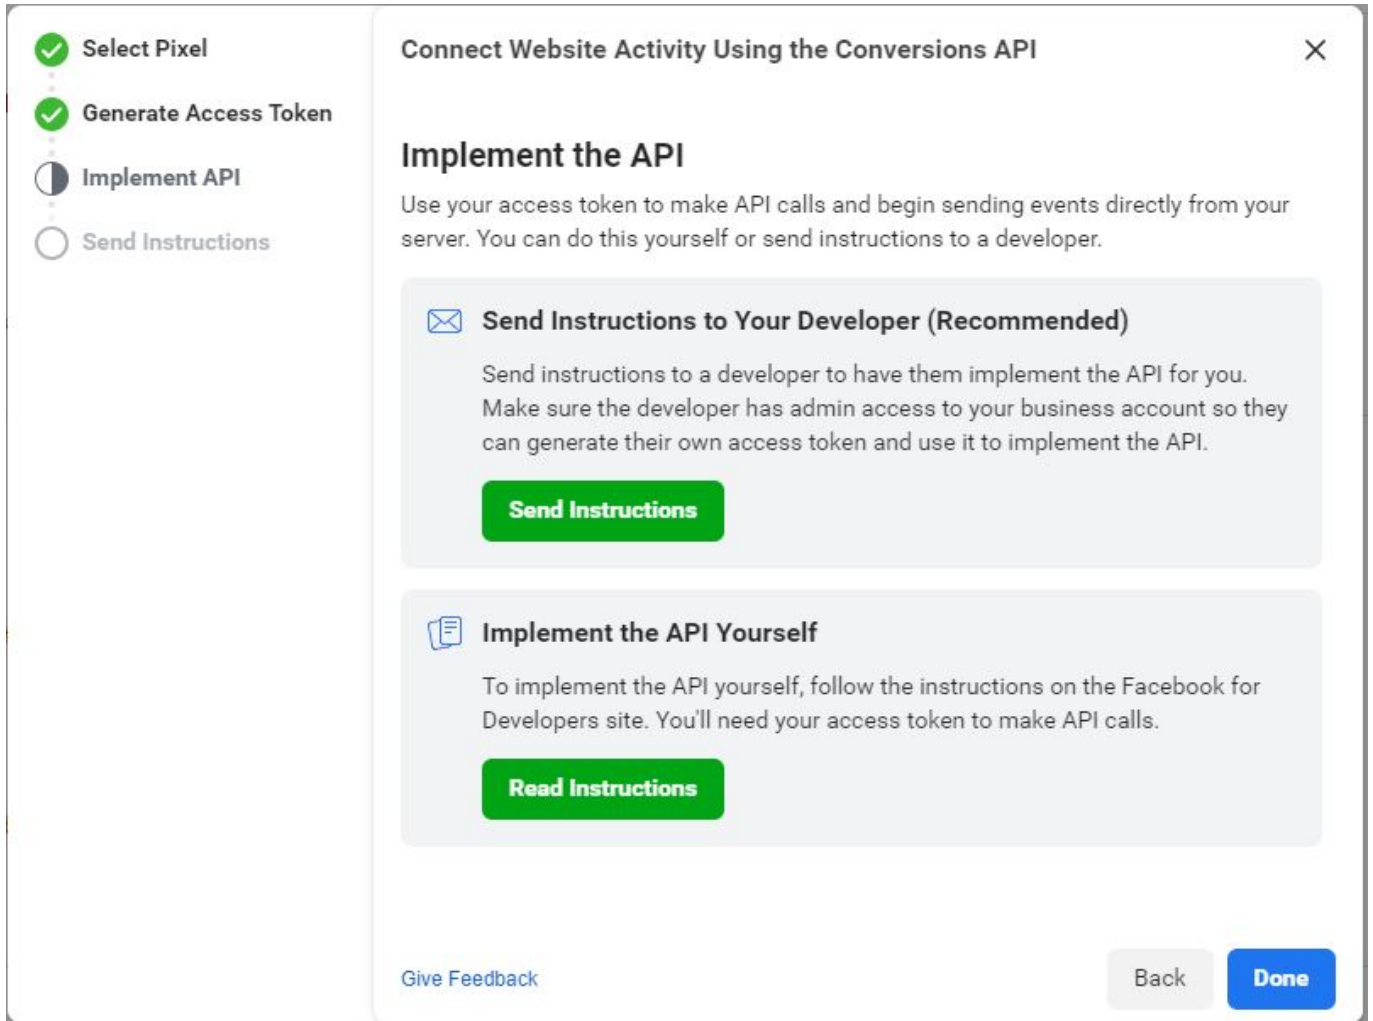 Select Pixel
Generate Access Token
Implement API
Send Instructions
Connect Website Activity Using the Conversions API
Implement the API
Use your access token to make API calls and begin sending events directly from your
server. You can do this yourself or send instructions to a developer.
Send Instructions to Your Developer (Recommended)
Send instructions to a developer to have them implement the API for you.
Make sure the developer has admin access to your business account so they
can generate their own access token and use it to implement the API.
Send Instructions
Implement the API Yourself
To implement the API yourself, follow the instructions on the Facebook for
Developers site. You'll need your access token to make API calls.
Read Instructions
Give Feedback
Back
Done